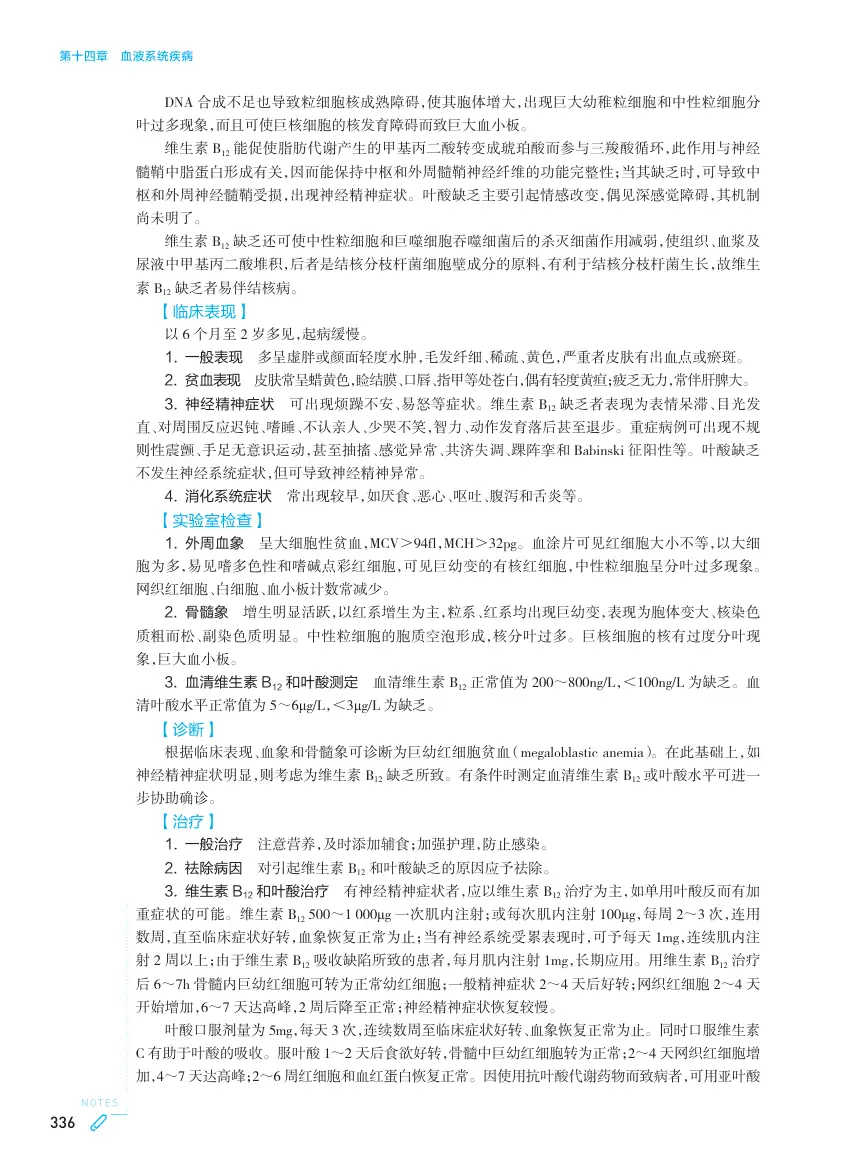 第十四章　血液系统疾病
DNA 合成不足也导致粒细胞核成熟障碍,使其胞体增大,出现巨大幼稚粒细胞和中性粒细胞分
叶过多现象,而且可使巨核细胞的核发育障碍而致巨大血小板。
维生素 B12 能促使脂肪代谢产生的甲基丙二酸转变成琥珀酸而参与三羧酸循环,此作用与神经
髓鞘中脂蛋白形成有关,因而能保持中枢和外周髓鞘神经纤维的功能完整性;当其缺乏时,可导致中
枢和外周神经髓鞘受损,出现神经精神症状。叶酸缺乏主要引起情感改变,偶见深感觉障碍,其机制
尚未明了。
维生素 B12 缺乏还可使中性粒细胞和巨噬细胞吞噬细菌后的杀灭细菌作用减弱,使组织、血浆及
尿液中甲基丙二酸堆积,后者是结核分枝杆菌细胞壁成分的原料,有利于结核分枝杆菌生长,故维生
素 B12 缺乏者易伴结核病。
【临床表现】
以 6 个月至 2 岁多见,起病缓慢。
1. 一般表现　多呈虚胖或颜面轻度水肿,毛发纤细、稀疏、黄色,严重者皮肤有出血点或瘀斑。
2. 贫血表现　皮肤常呈蜡黄色,睑结膜、口唇、指甲等处苍白,偶有轻度黄疸;疲乏无力,常伴肝脾大。
3. 神经精神症状　可出现烦躁不安、易怒等症状。维生素 B12 缺乏者表现为表情呆滞、目光发
直、对周围反应迟钝、嗜睡、不认亲人、少哭不笑,智力、动作发育落后甚至退步。重症病例可出现不规
则性震颤、手足无意识运动,甚至抽搐、感觉异常、共济失调、踝阵挛和 Babinski 征阳性等。叶酸缺乏
不发生神经系统症状,但可导致神经精神异常。
4. 消化系统症状　常出现较早,如厌食、恶心、呕吐、腹泻和舌炎等。
【实验室检查】
1. 外周血象　呈大细胞性贫血,MCV＞94fl,MCH＞32pg。血涂片可见红细胞大小不等,以大细
胞为多,易见嗜多色性和嗜碱点彩红细胞,可见巨幼变的有核红细胞,中性粒细胞呈分叶过多现象。
网织红细胞、白细胞、血小板计数常减少。
2. 骨髓象　增生明显活跃,以红系增生为主,粒系、红系均出现巨幼变,表现为胞体变大、核染色
质粗而松、副染色质明显。中性粒细胞的胞质空泡形成,核分叶过多。巨核细胞的核有过度分叶现
象,巨大血小板。
3. 血清维生素 B12 和叶酸测定　血清维生素 B12 正常值为 200～800ng/L,＜100ng/L 为缺乏。血
清叶酸水平正常值为 5～6μg/L,＜3μg/L 为缺乏。
【诊断】
根据临床表现、血象和骨髓象可诊断为巨幼红细胞贫血(megaloblastic anemia)。在此基础上,如
神经精神症状明显,则考虑为维生素 B12 缺乏所致。有条件时测定血清维生素 B12 或叶酸水平可进一
步协助确诊。
【治疗】
1. 一般治疗　注意营养,及时添加辅食;加强护理,防止感染。
2. 祛除病因　对引起维生素 B12 和叶酸缺乏的原因应予祛除。
3. 维生素 B12 和叶酸治疗　有神经精神症状者,应以维生素 B12 治疗为主,如单用叶酸反而有加
重症状的可能。维生素 B12 500～1 000μg 一次肌内注射;或每次肌内注射 100μg,每周 2～3 次,连用
数周,直至临床症状好转,血象恢复正常为止;当有神经系统受累表现时,可予每天 1mg,连续肌内注
射 2 周以上;由于维生素 B12 吸收缺陷所致的患者,每月肌内注射 1mg,长期应用。用维生素 B12 治疗
后 6～7h 骨髓内巨幼红细胞可转为正常幼红细胞;一般精神症状 2～4 天后好转;网织红细胞 2～4 天
开始增加,6～7 天达高峰,2 周后降至正常;神经精神症状恢复较慢。
叶酸口服剂量为 5mg,每天 3 次,连续数周至临床症状好转、血象恢复正常为止。同时口服维生素
C 有助于叶酸的吸收。服叶酸 1～2 天后食欲好转,骨髓中巨幼红细胞转为正常;2～4 天网织红细胞增
加,4～7 天达高峰;2～6 周红细胞和血红蛋白恢复正常。因使用抗叶酸代谢药物而致病者,可用亚叶酸
NOTES
336